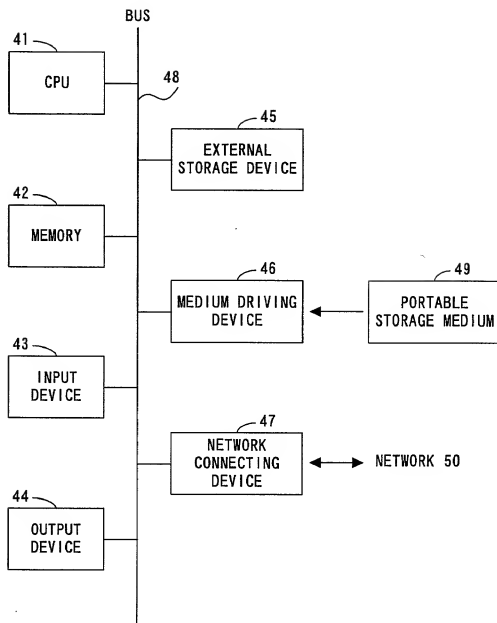 BUS
41
CPU
48
45
EXTERNAL
STORAGE DEVICE
42
MEMORY
46
MEDIUM DRIVING
DEVICE
49
PORTABLE
STORAGE MEDIUM
43
INPUT
DEVICE
47
NETWORK
CONNECTING
DEVICE
NETWORK 50
44
OUTPUT
DEVICE